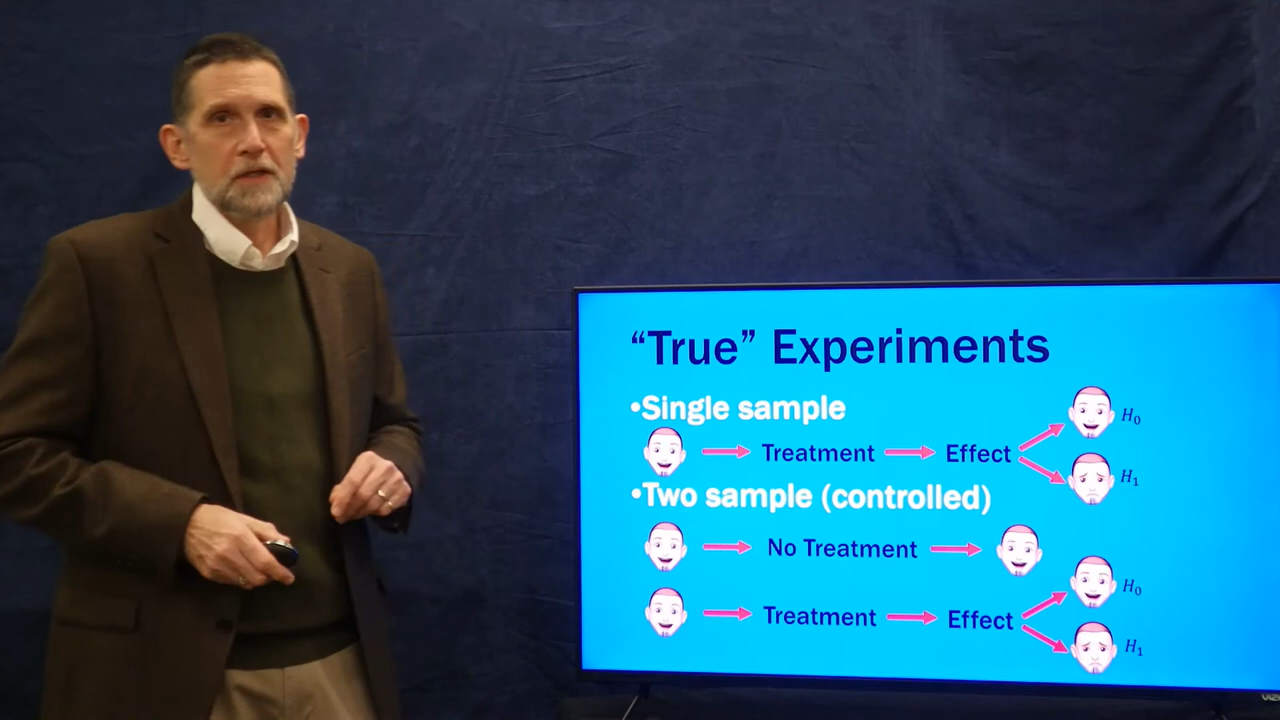 “True” Experiments
•Single sample
Treatment Effect H₀
H₁
•Two sample (controlled)
No Treatment
Treatment Effect H₀
H₁